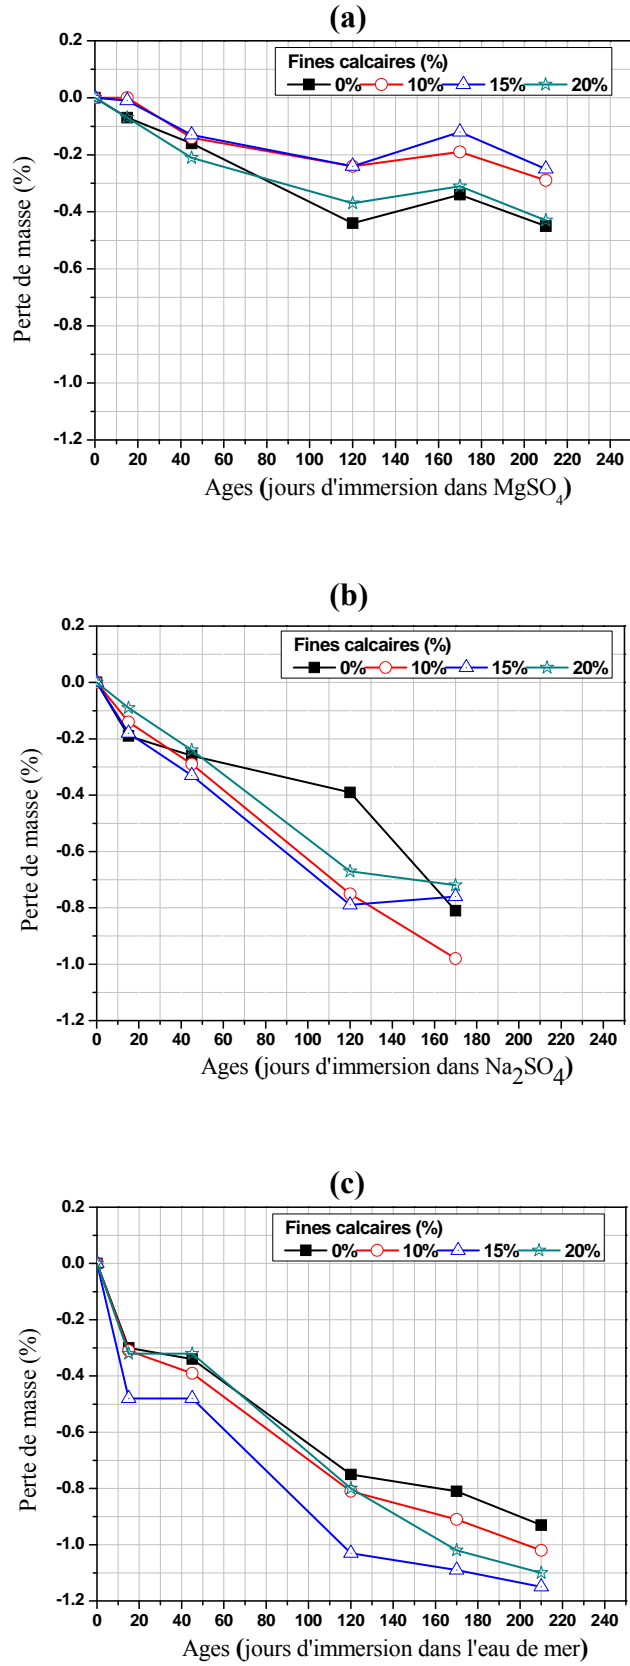 (a)
Fines calcaires (%)
0% 10% 15% 20%
0.2
0.0
-0.2
-0.4
-0.6
-0.8
-1.0
-1.2
Perte de masse (%)
0 20 40 60 80 100 120 140 160 180 200 220 240
Ages (jours d'immersion dans MgSO4)
(b)
Fines calcaires (%)
0% 10% 15% 20%
0.2
0.0
-0.2
-0.4
-0.6
-0.8
-1.0
-1.2
Perte de masse (%)
0 20 40 60 80 100 120 140 160 180 200 220 240
Ages (jours d'immersion dans Na2SO4)
(c)
Fines calcaires (%)
0% 10% 15% 20%
0.2
0.0
-0.2
-0.4
-0.6
-0.8
-1.0
-1.2
Perte de masse (%)
0 20 40 60 80 100 120 140 160 180 200 220 240
Ages (jours d'immersion dans l'eau de mer)